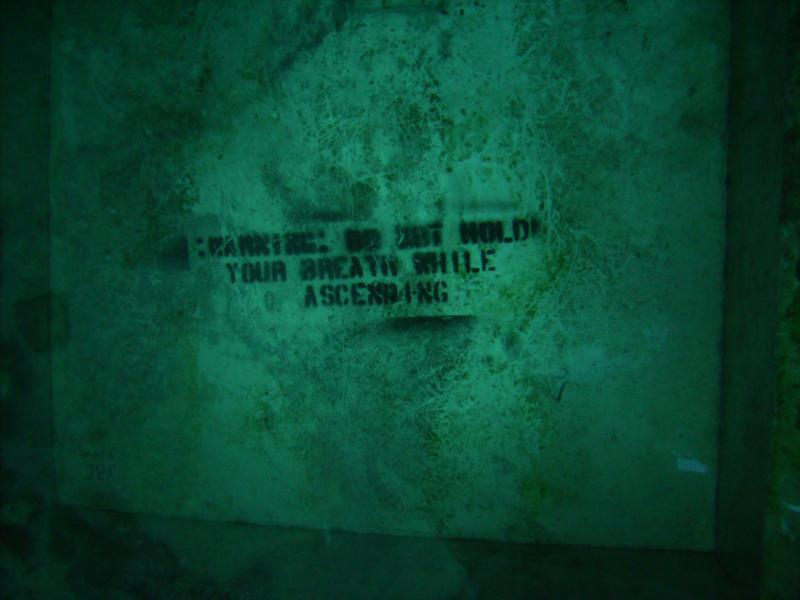 WARNING: DO NOT HOLD
YOUR BREATH WHILE
ASCENDING